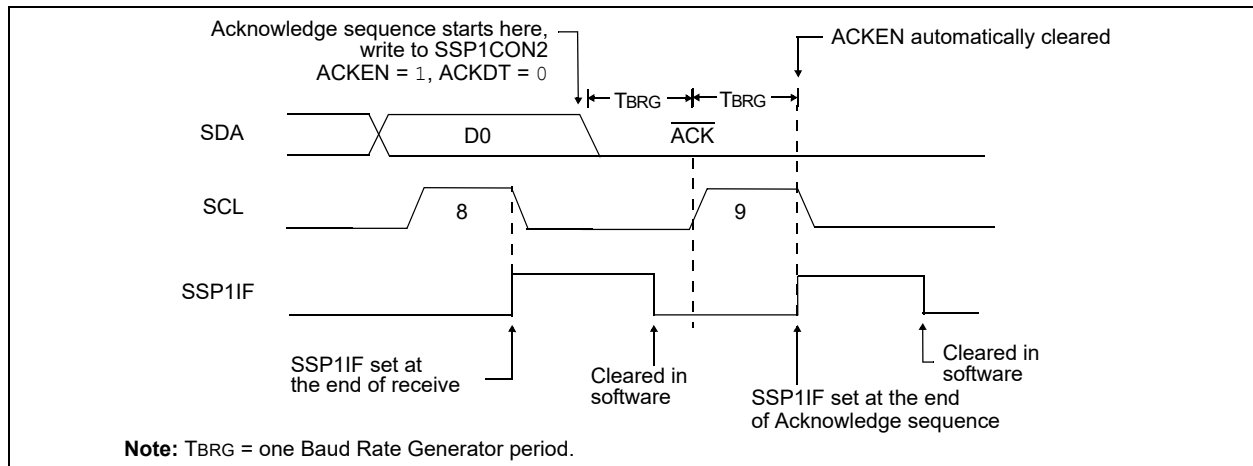 Acknowledge sequence starts here,
write to SSP1CON2
ACKEN = 1, ACKDT = 0
ACKEN automatically cleared
TBRG
TBRG
SDA
D0
ACK
SCL
8
9
SSP1IF
SSP1IF set at
the end of receive
Cleared in
software
SSP1IF set at the end
of Acknowledge sequence
Cleared in
software
Note: TBRG = one Baud Rate Generator period.